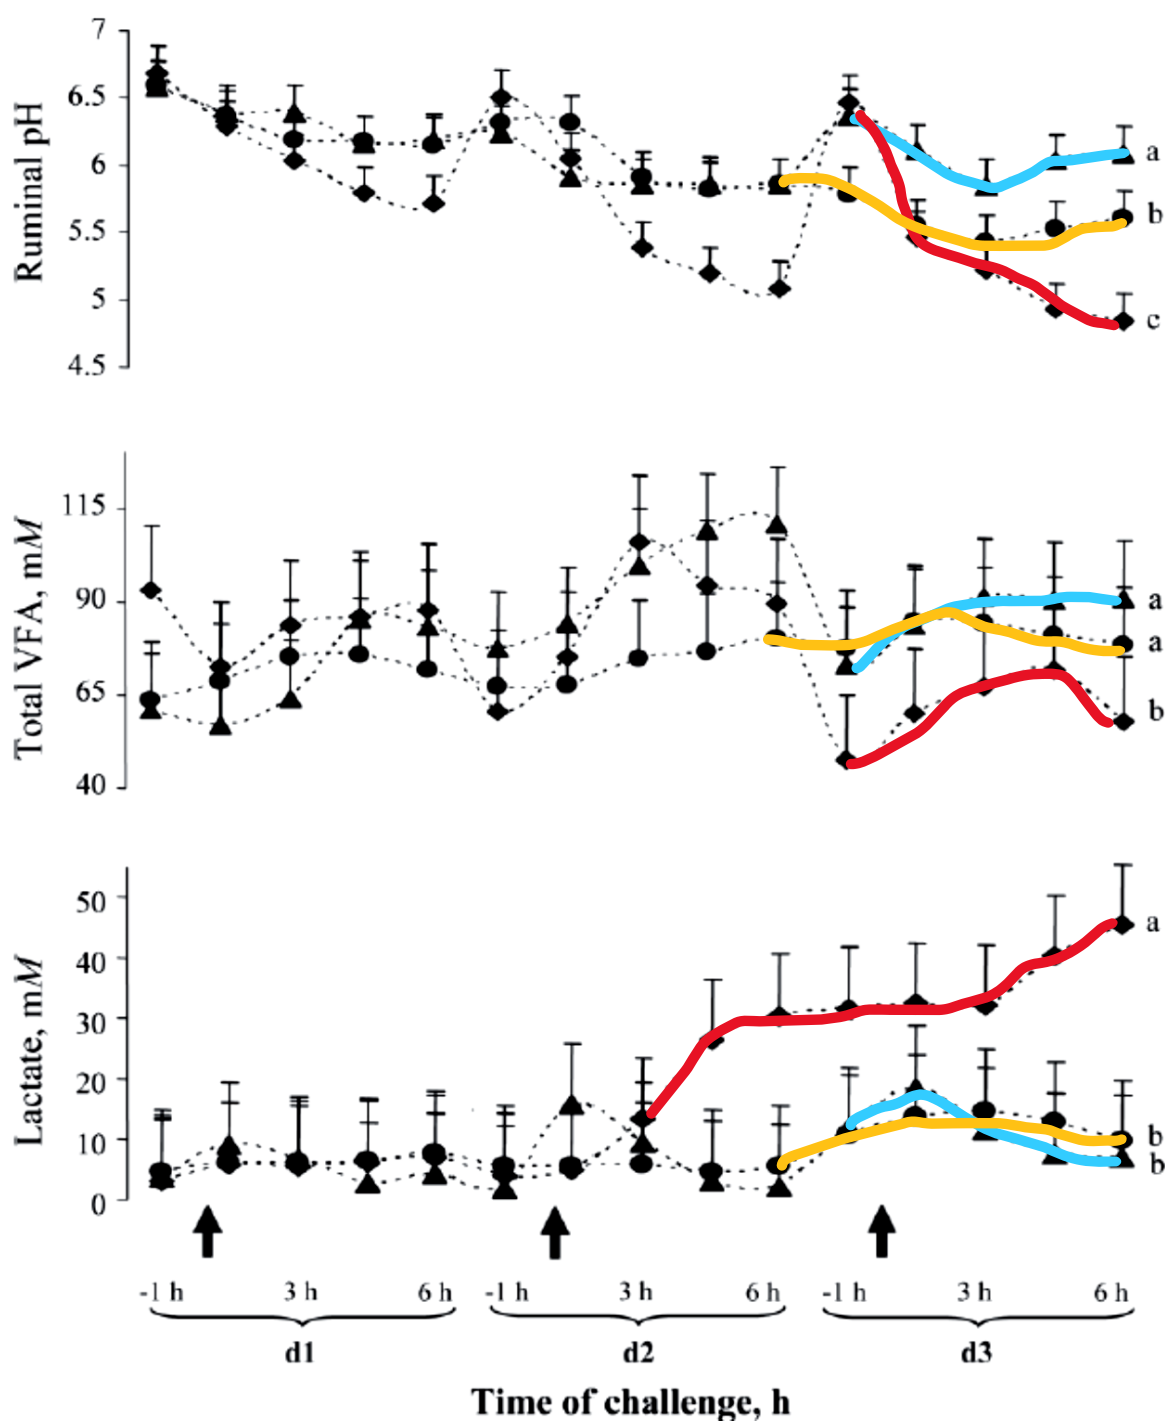 7
6.5
6
5.5
5
4.5
Ruminal pH
a
b
c
115
90
65
40
Total VFA, mM
a
a
b
50
40
30
20
10
0
Lactate, mM
a
b
b
-1 h 3 h 6 h -1 h 3 h 6 h -1 h 3 h 6 h
d1 d2 d3
Time of challenge, h